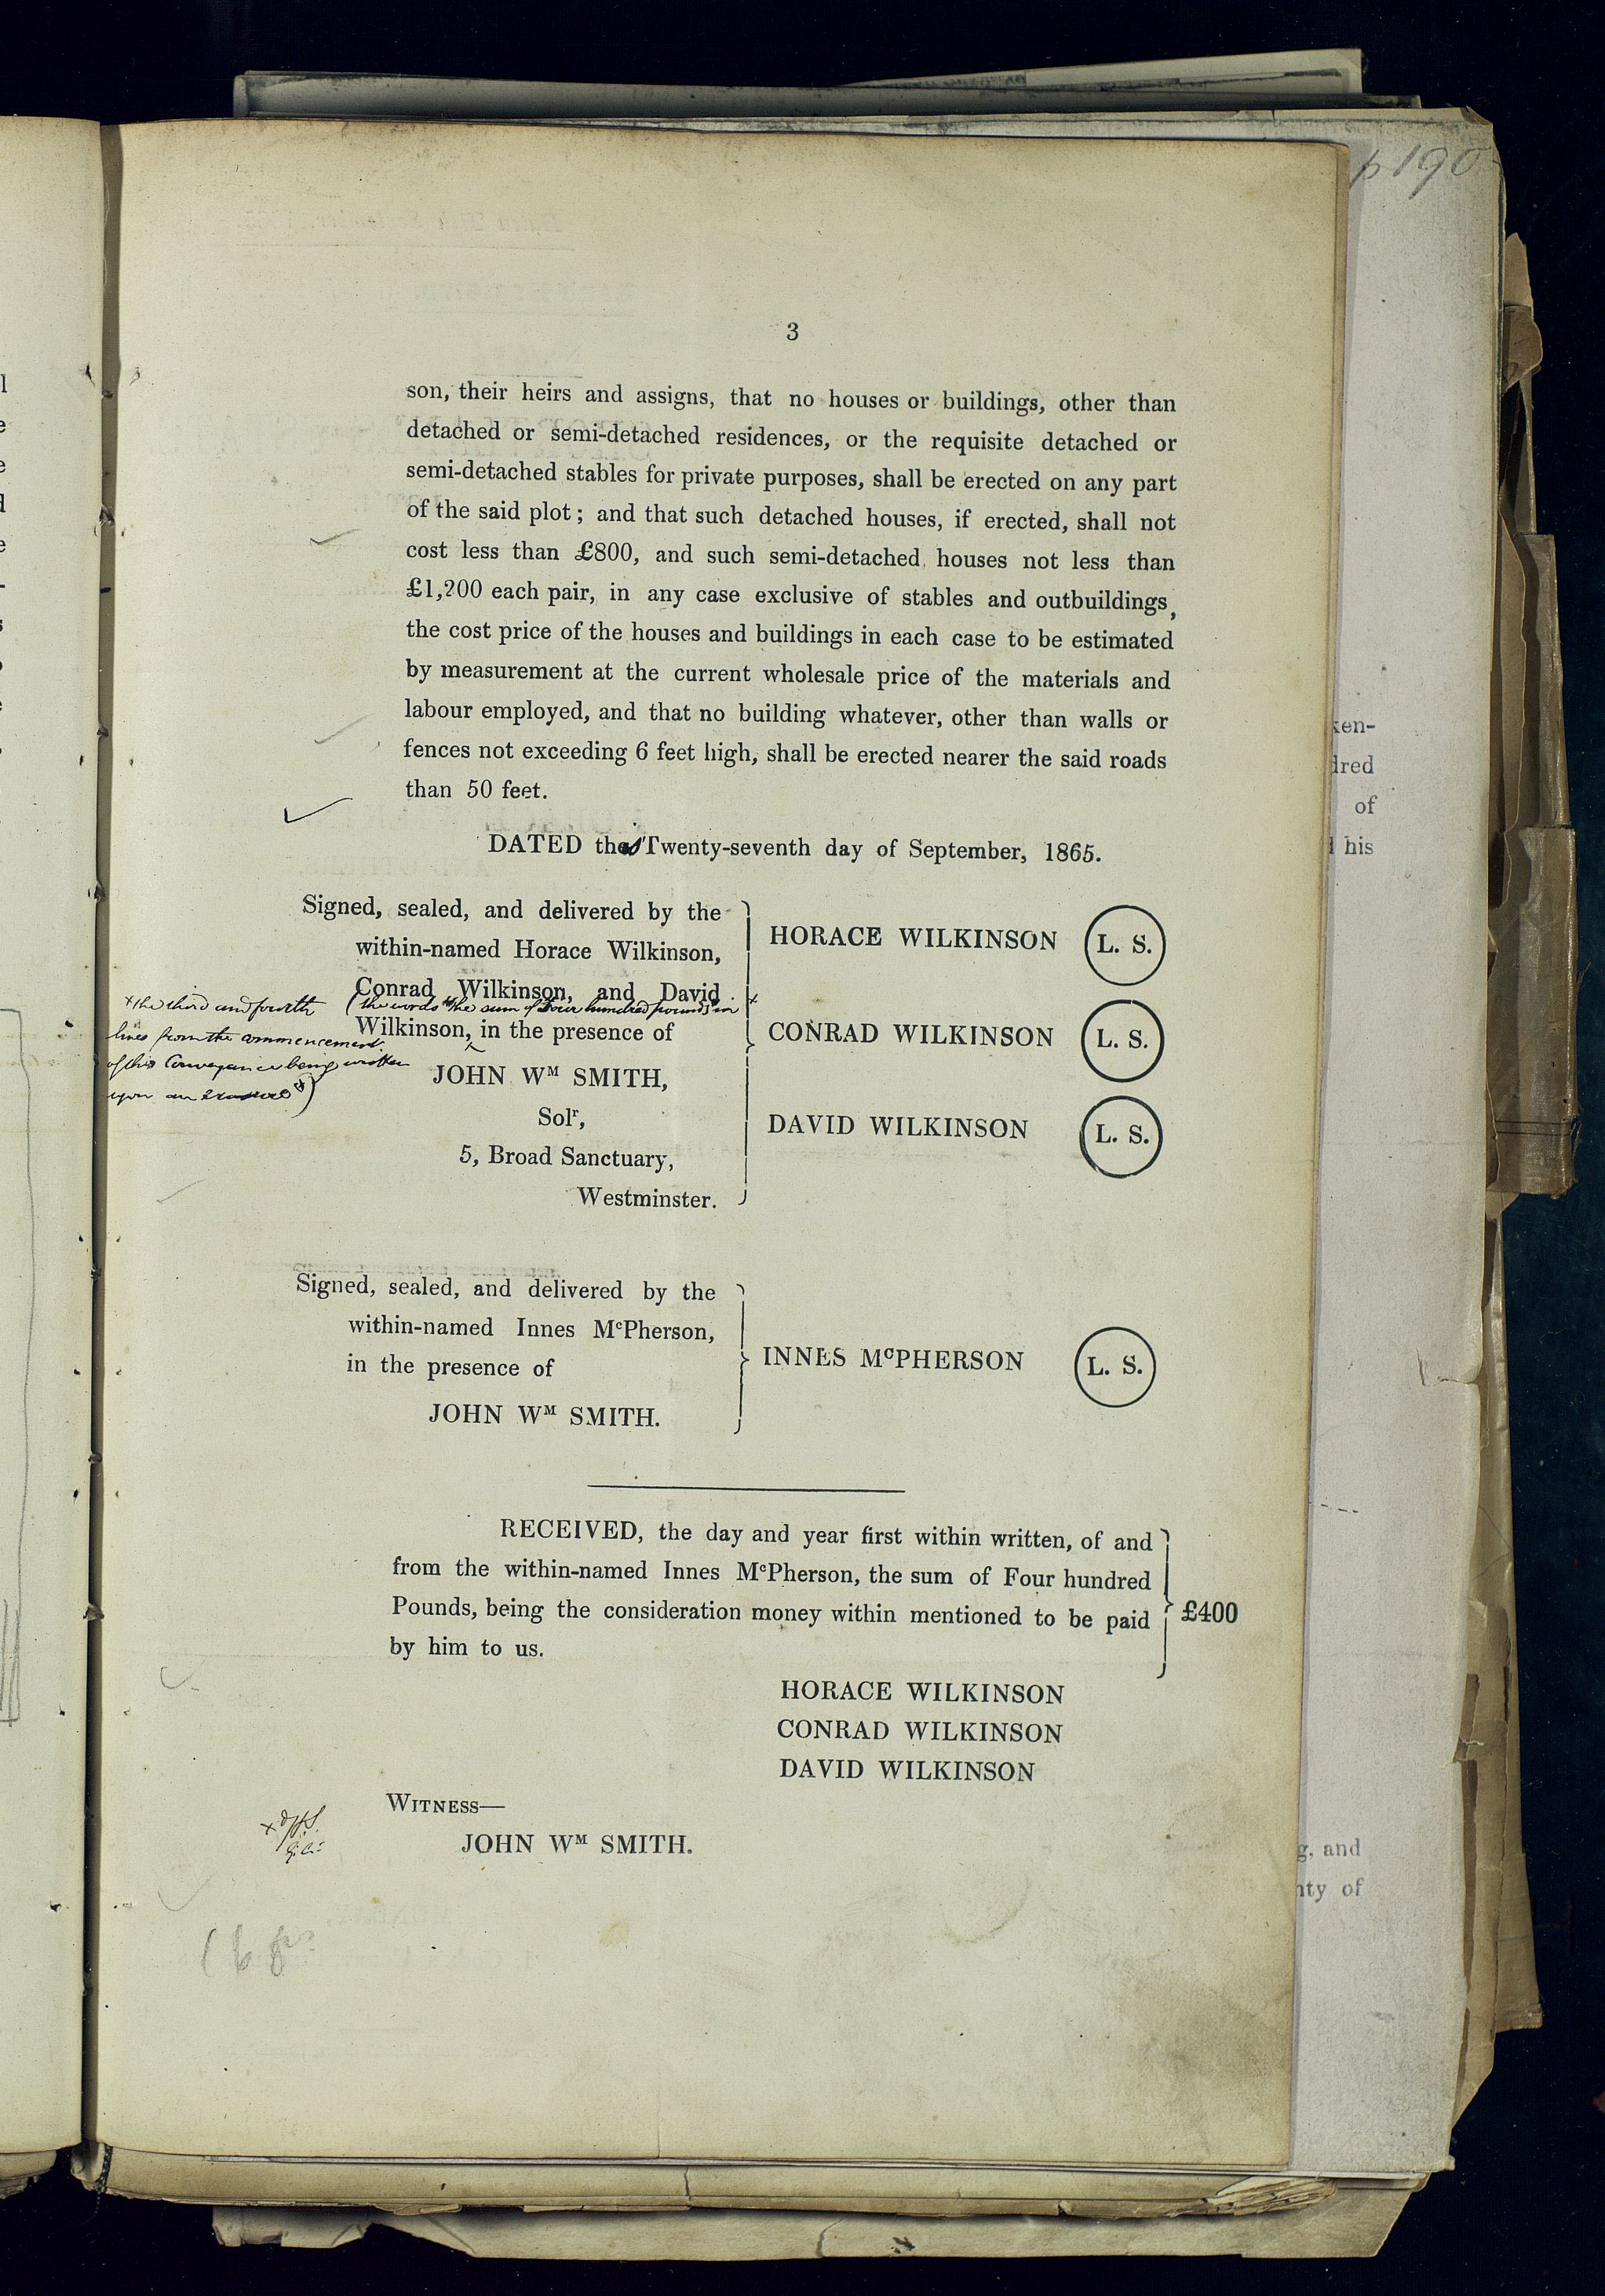 p 190
3
son, their heirs and assigns, that no houses or buildings, other than
detached or semi-detached residences, or the requisite detached or
semi-detached stables for private purposes, shall be erected on any part
of the said plot; and that such detached houses, if erected, shall not
cost less than £800, and such semi-detached houses not less than
£1,200 each pair, in any case exclusive of stables and outbuildings,
the cost price of the houses and buildings in each case to be estimated
by measurement at the current wholesale price of the materials and
labour employed, and that no building whatever, other than walls or
fences not exceeding 6 feet high, shall be erected nearer the said roads
than 50 feet.
DATED this Twenty-seventh day of September, 1865.
Signed, sealed, and delivered by the
within-named Horace Wilkinson,
Conrad Wilkinson, and David
(the words "the sum of Four hundred pounds" in
+ the third and fourth
lines from the commencement
of this Conveyance being written
upon an erasure")
Wilkinson, in the presence of
JOHN Wᴹ SMITH,
Solʳ,
5, Broad Sanctuary,
Westminster.
HORACE WILKINSON L. S.
CONRAD WILKINSON L. S.
DAVID WILKINSON L. S.
Signed, sealed, and delivered by the
within-named Innes MᶜPherson,
in the presence of
JOHN Wᴹ SMITH.
INNES MᶜPHERSON L. S.
RECEIVED, the day and year first within written, of and
from the within-named Innes MᶜPherson, the sum of Four hundred
Pounds, being the consideration money within mentioned to be paid
by him to us.
£400
HORACE WILKINSON
CONRAD WILKINSON
DAVID WILKINSON
WITNESS—
JOHN Wᴹ SMITH.
ken-
dred
of
his
g, and
nty of